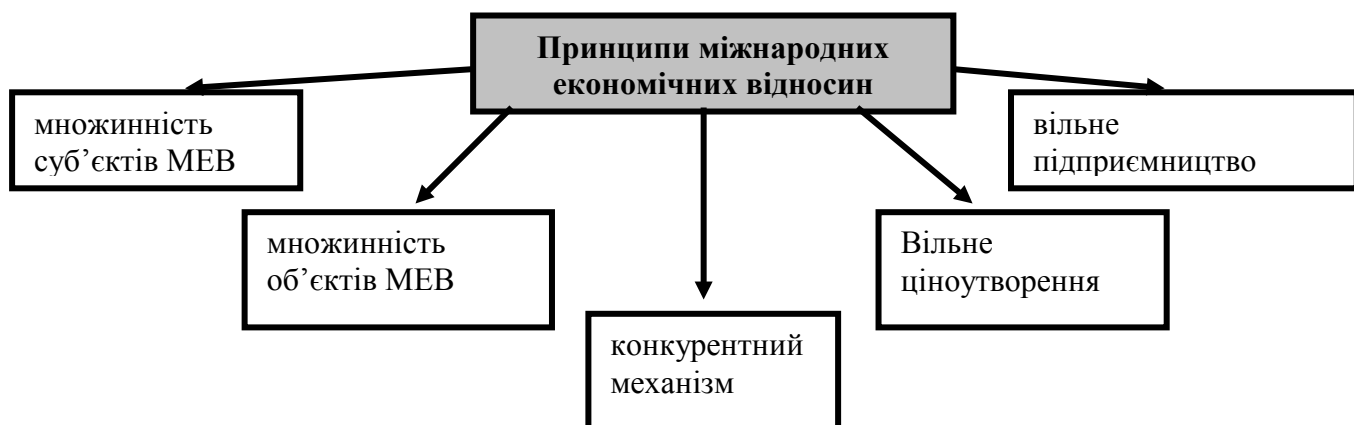 Принципи міжнародних
економічних відносин
множинність
суб’єктів МЕВ
вільне
підприємництво
множинність
об’єктів МЕВ
Вільне
ціноутворення
конкурентний
механізм